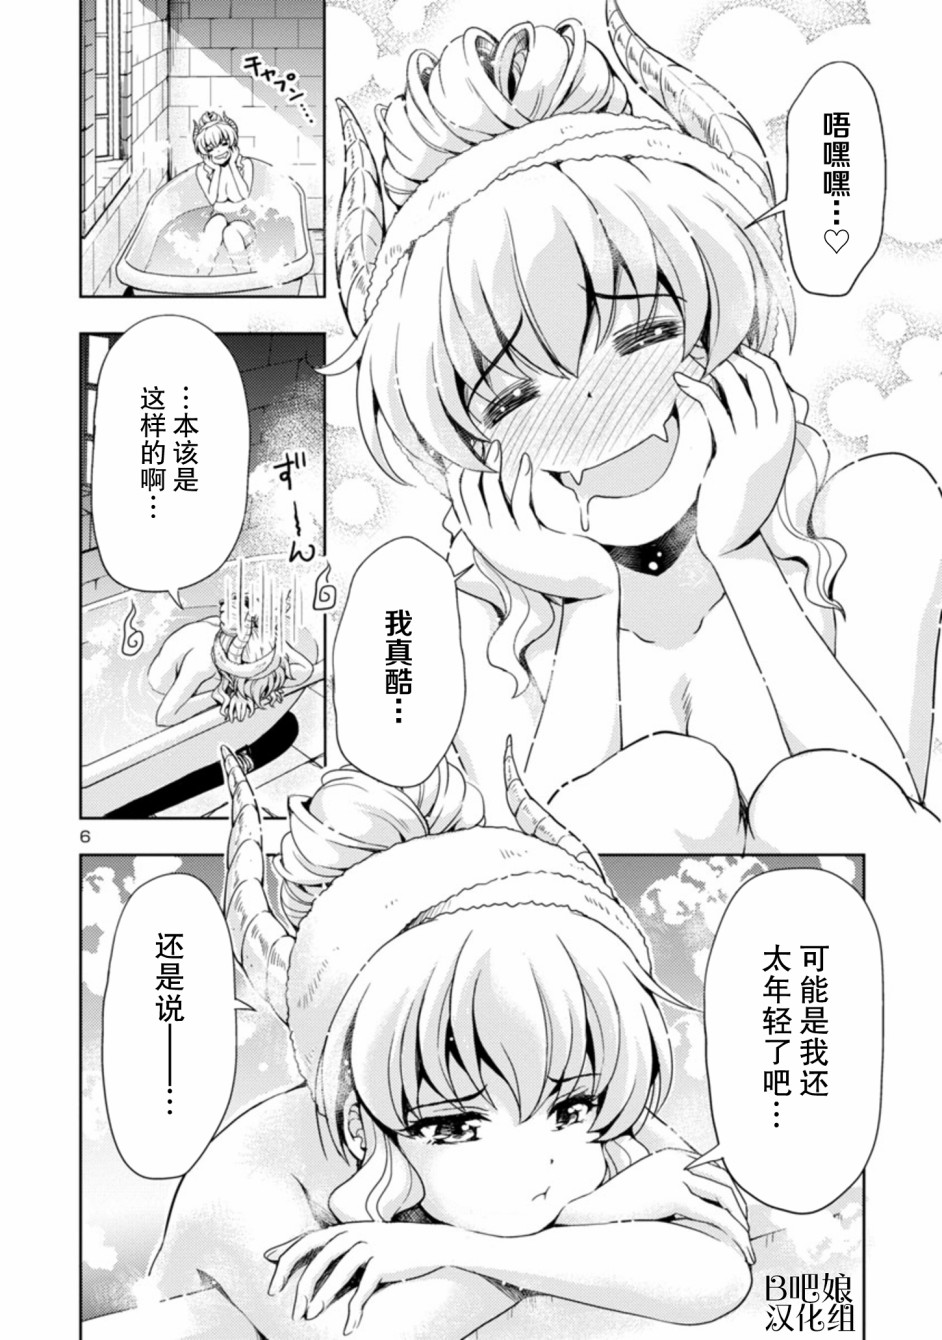 唔嘿嘿…♡
我真酷…
チャプン……
…本该是
这样的啊…
ず〜ん
6
可能是我还
太年轻了吧…
还是说——…
B吧娘
汉化组